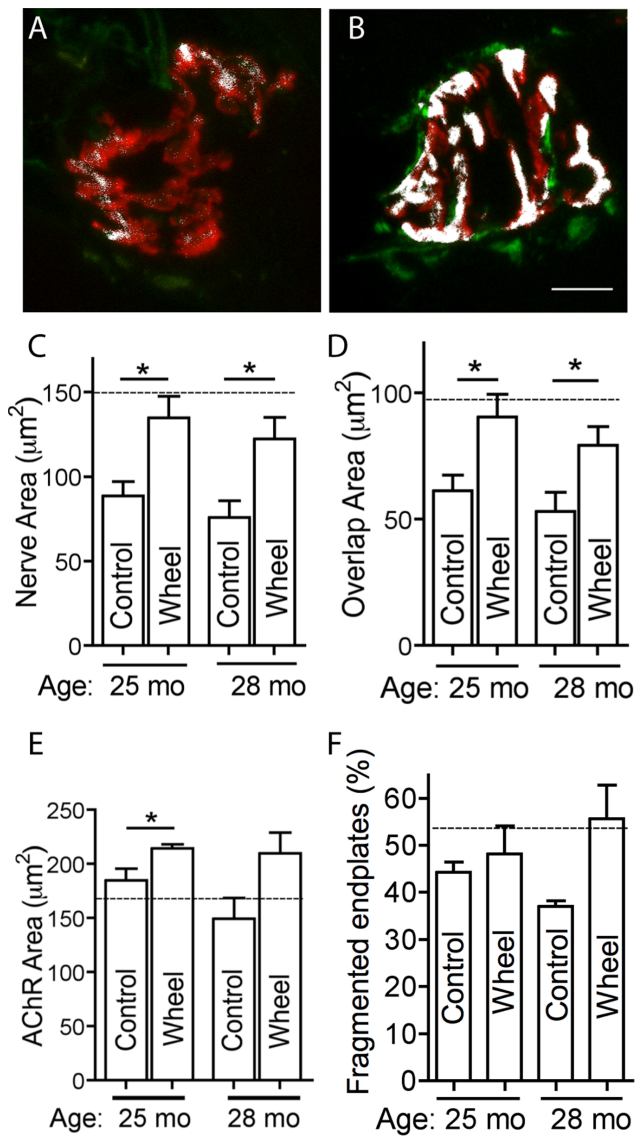 A
B
C
Nerve Area (μm²)
150
100
50
0
*
*
Control
Wheel
Control
Wheel
Age: 25 mo 28 mo
D
Overlap Area (μm²)
100
50
0
*
*
Control
Wheel
Control
Wheel
Age: 25 mo 28 mo
E
AChR Area (μm²)
250
200
150
100
50
0
*
Control
Wheel
Control
Wheel
Age: 25 mo 28 mo
F
Fragmented endplates (%)
60
50
40
30
20
10
0
Control
Wheel
Control
Wheel
Age: 25 mo 28 mo